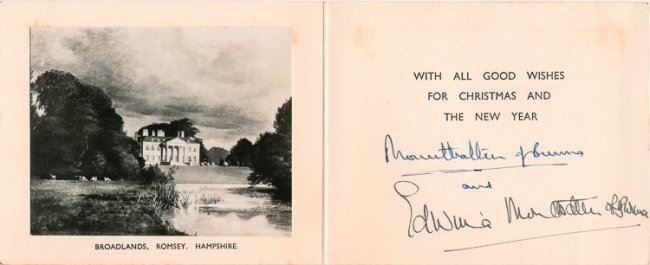 BROADLANDS, ROMSEY. HAMPSHIRE.
WITH ALL GOOD WISHES
FOR CHRISTMAS AND
THE NEW YEAR
Mountbatten of Burma
and
Edwina Mountbatten of Burma